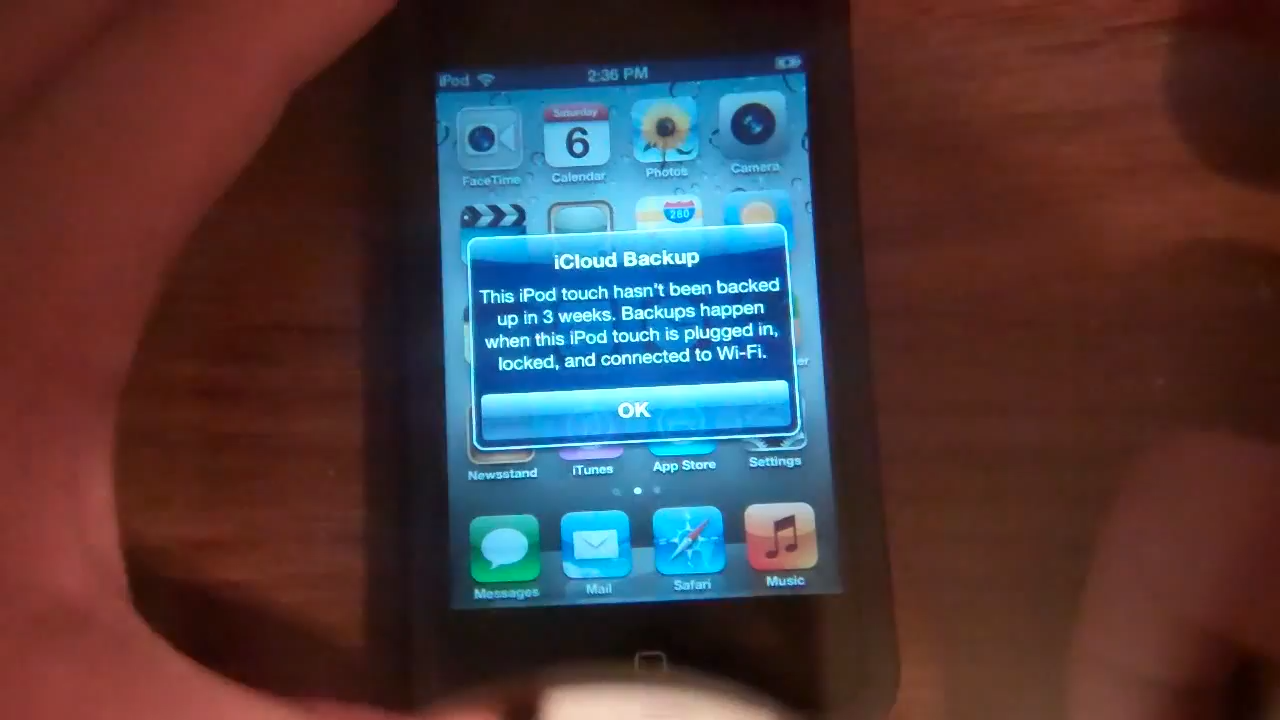 iPod 2:36 PM
Saturday
6
FaceTime Calendar Photos Camera
280
iCloud Backup
This iPod touch hasn't been backed
up in 3 weeks. Backups happen
when this iPod touch is plugged in,
locked, and connected to Wi-Fi.
OK
Newsstand iTunes App Store Settings
Messages Mail Safari Music